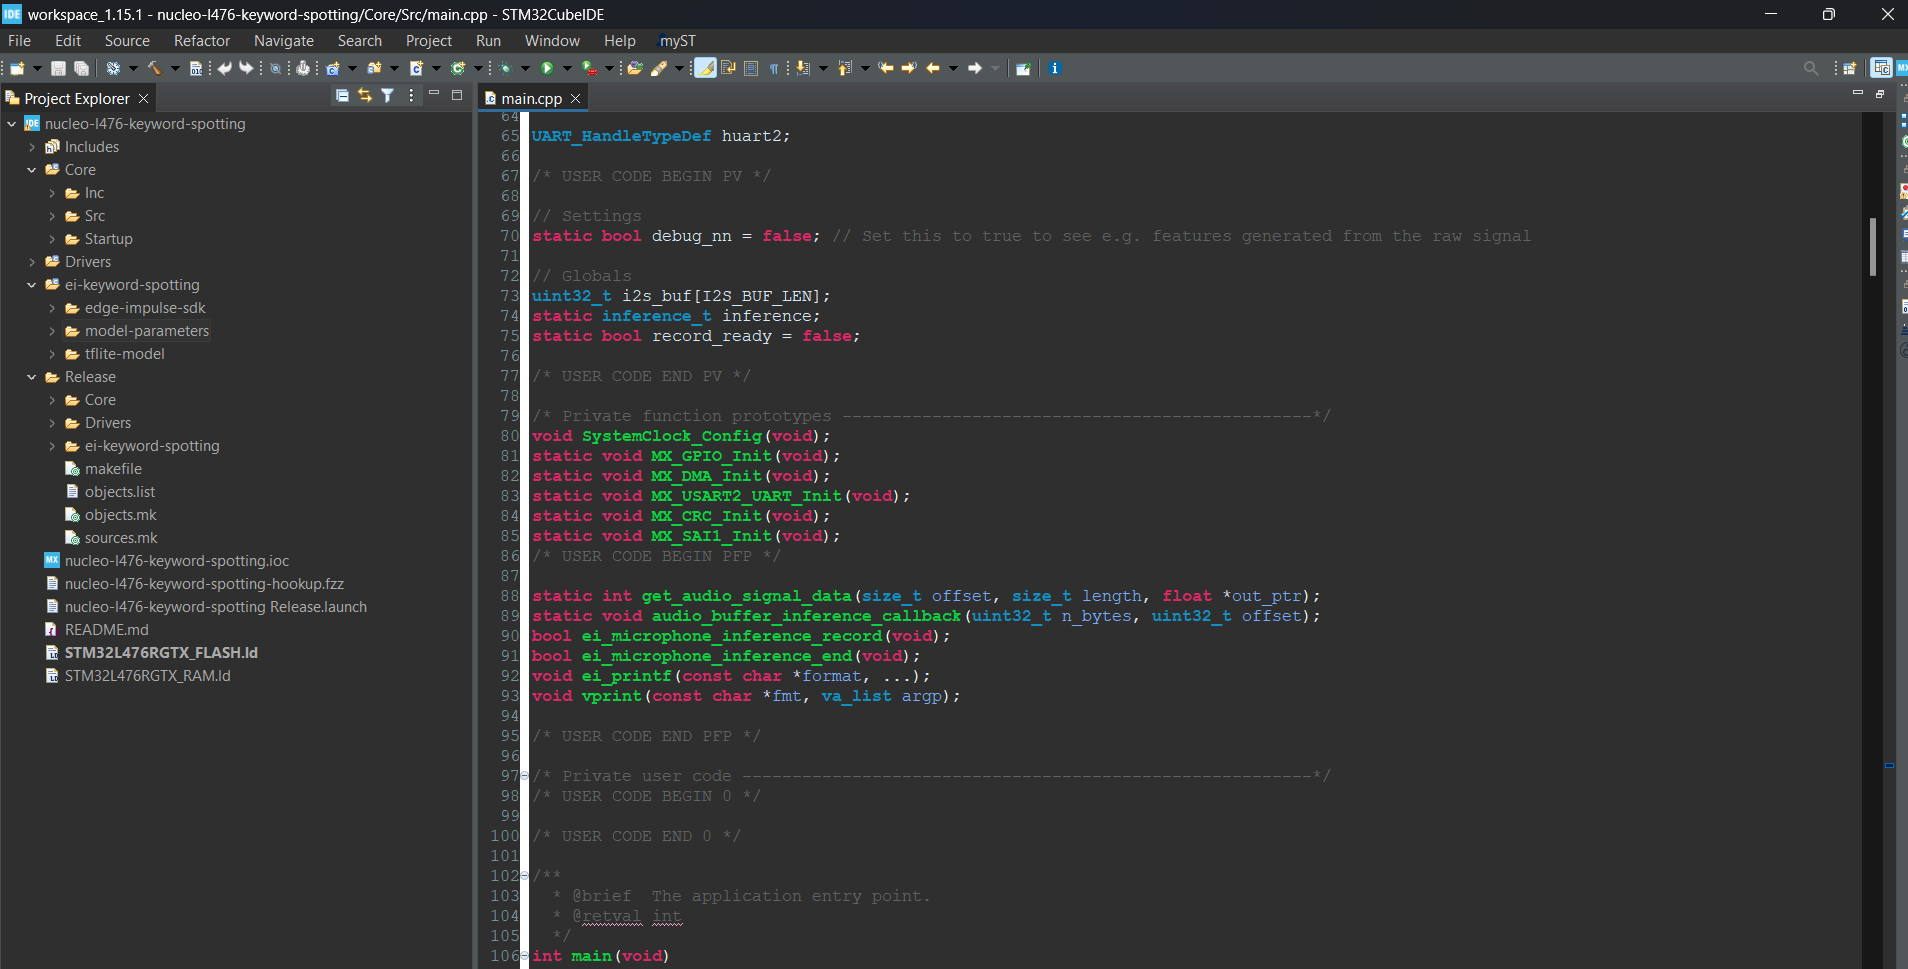 IDE workspace_1.15.1 - nucleo-l476-keyword-spotting/Core/Src/main.cpp - STM32CubeIDE
File Edit Source Refactor Navigate Search Project Run Window Help myST
Project Explorer
nucleo-l476-keyword-spotting
Includes
Core
Inc
Src
Startup
Drivers
ei-keyword-spotting
edge-impulse-sdk
model-parameters
tflite-model
Release
Core
Drivers
ei-keyword-spotting
makefile
objects.list
objects.mk
sources.mk
MX nucleo-l476-keyword-spotting.ioc
nucleo-l476-keyword-spotting-hookup.fzz
nucleo-l476-keyword-spotting Release.launch
README.md
STM32L476RGTX_FLASH.ld
STM32L476RGTX_RAM.ld
main.cpp
64
65 UART_HandleTypeDef huart2;
66
67 /* USER CODE BEGIN PV */
68
69 // Settings
70 static bool debug_nn = false; // Set this to true to see e.g. features generated from the raw signal
71
72 // Globals
73 uint32_t i2s_buf[I2S_BUF_LEN];
74 static inference_t inference;
75 static bool record_ready = false;
76
77 /* USER CODE END PV */
78
79 /* Private function prototypes -----------------------------------------------*/
80 void SystemClock_Config(void);
81 static void MX_GPIO_Init(void);
82 static void MX_DMA_Init(void);
83 static void MX_USART2_UART_Init(void);
84 static void MX_CRC_Init(void);
85 static void MX_SAI1_Init(void);
86 /* USER CODE BEGIN PFP */
87
88 static int get_audio_signal_data(size_t offset, size_t length, float *out_ptr);
89 static void audio_buffer_inference_callback(uint32_t n_bytes, uint32_t offset);
90 bool ei_microphone_inference_record(void);
91 bool ei_microphone_inference_end(void);
92 void ei_printf(const char *format, ...);
93 void vprint(const char *fmt, va_list argp);
94
95 /* USER CODE END PFP */
96
97 /* Private user code ---------------------------------------------------------*/
98 /* USER CODE BEGIN 0 */
99
100 /* USER CODE END 0 */
101
102 /**
103 * @brief  The application entry point.
104 * @retval int
105 */
106 int main(void)